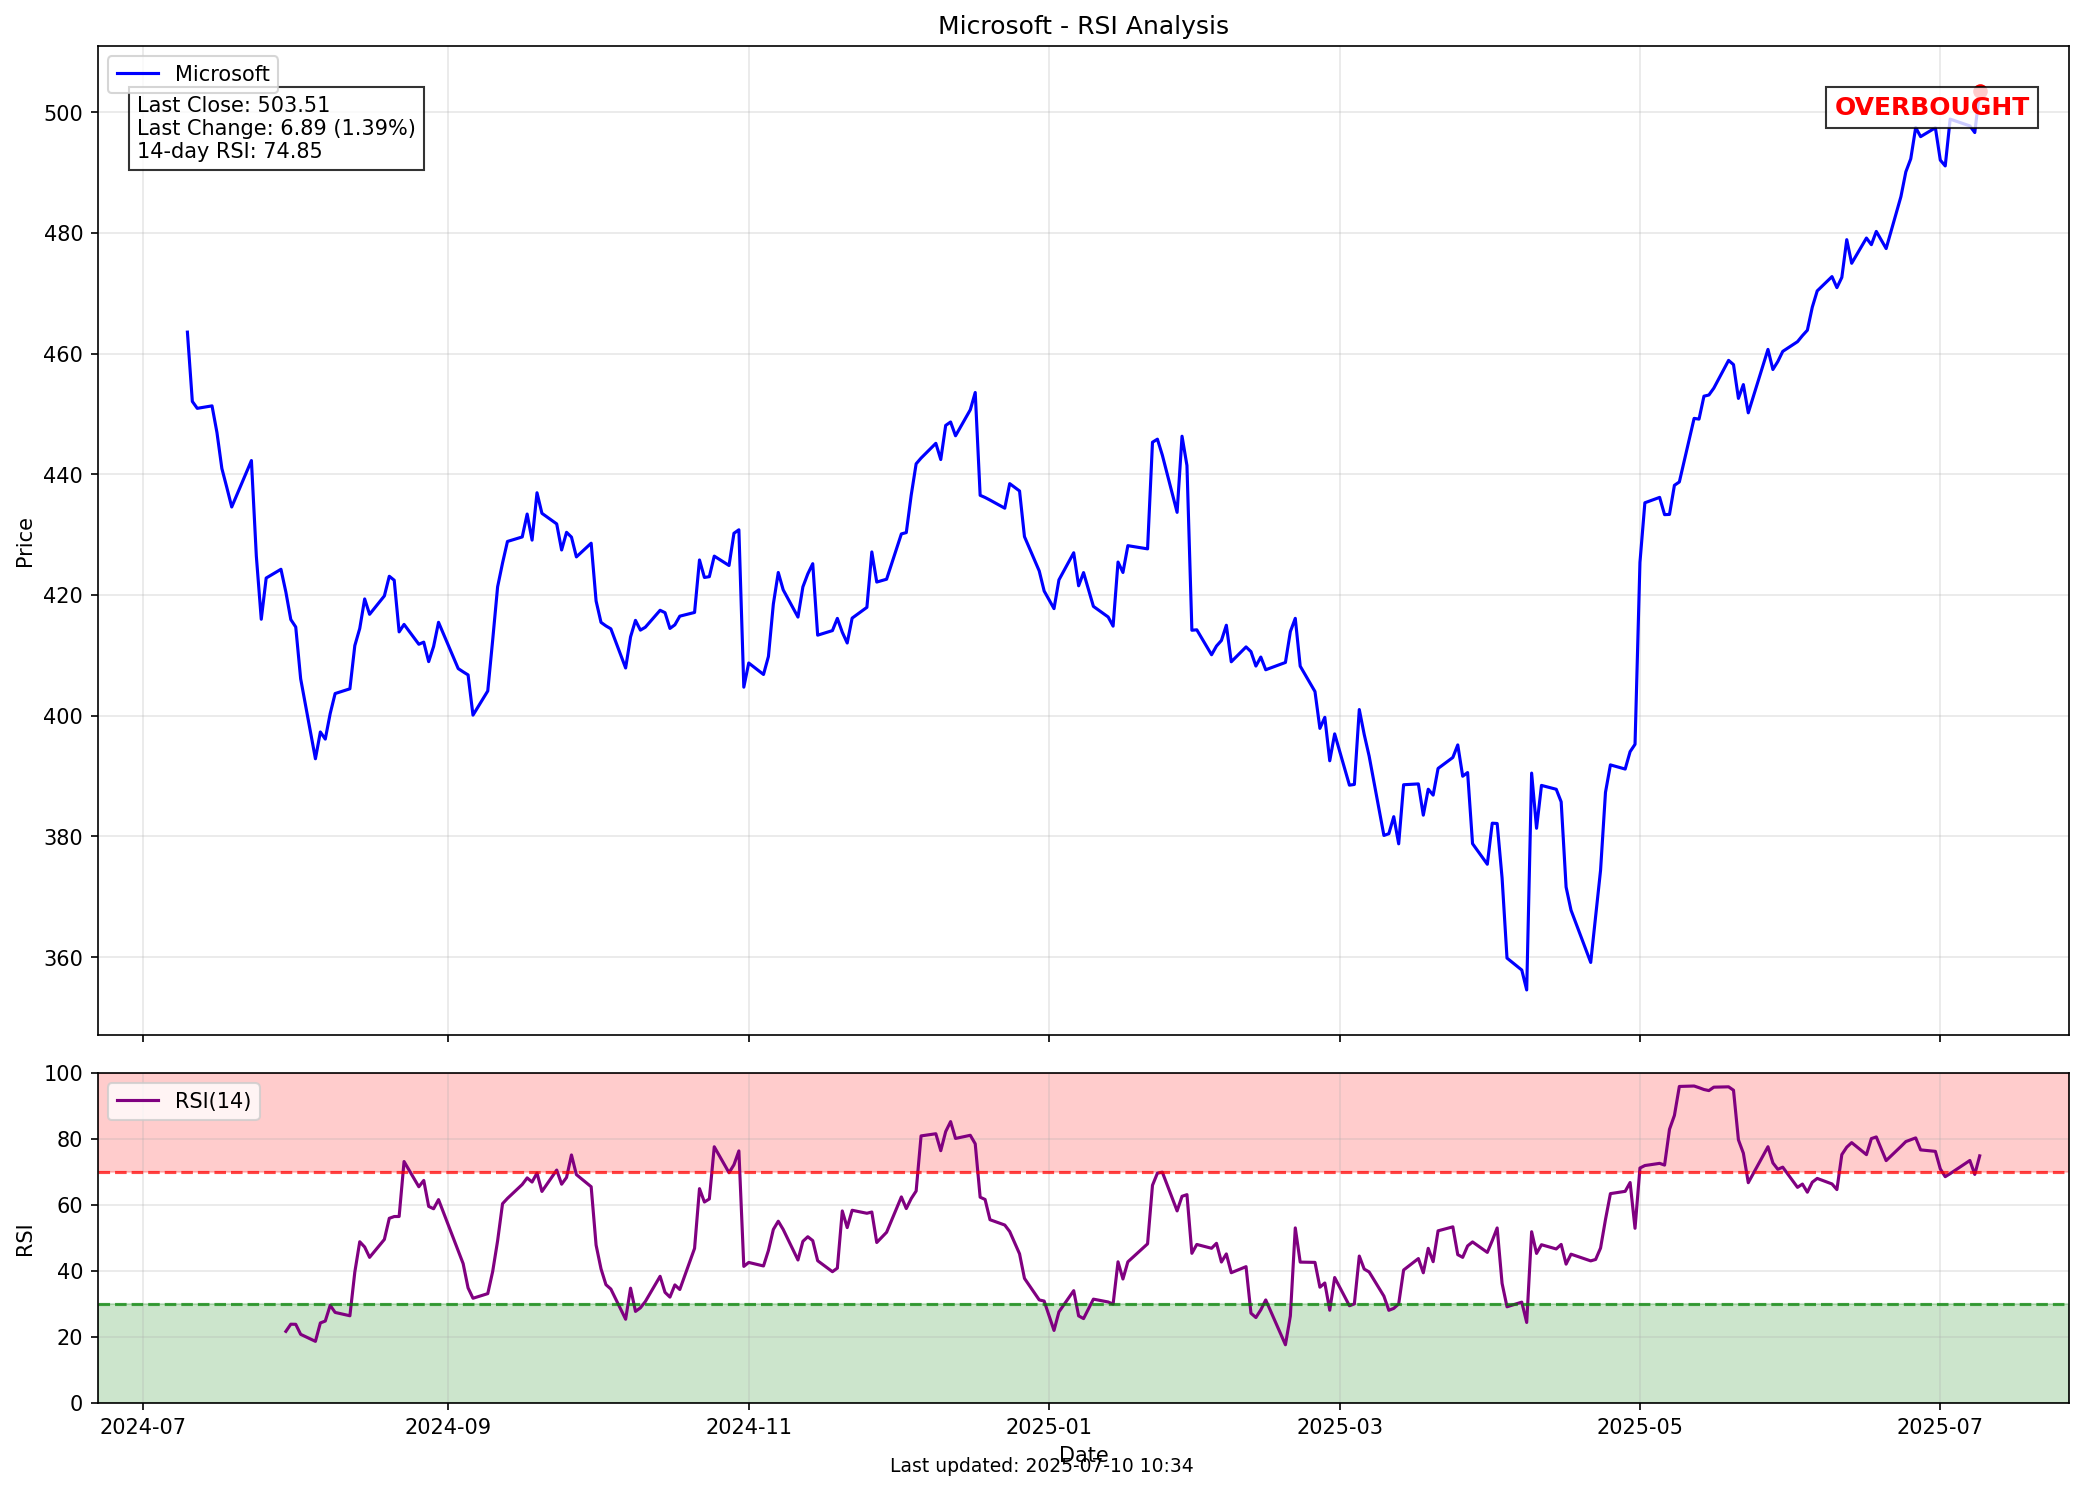 Microsoft - RSI Analysis
Microsoft
Last Close: 503.51
Last Change: 6.89 (1.39%)
14-day RSI: 74.85
OVERBOUGHT
500
480
460
440
420
400
380
360
Price
RSI(14)
100
80
60
40
20
0
RSI
2024-07
2024-09
2024-11
2025-01
2025-03
2025-05
2025-07
Date
Last updated: 2025-07-10 10:34